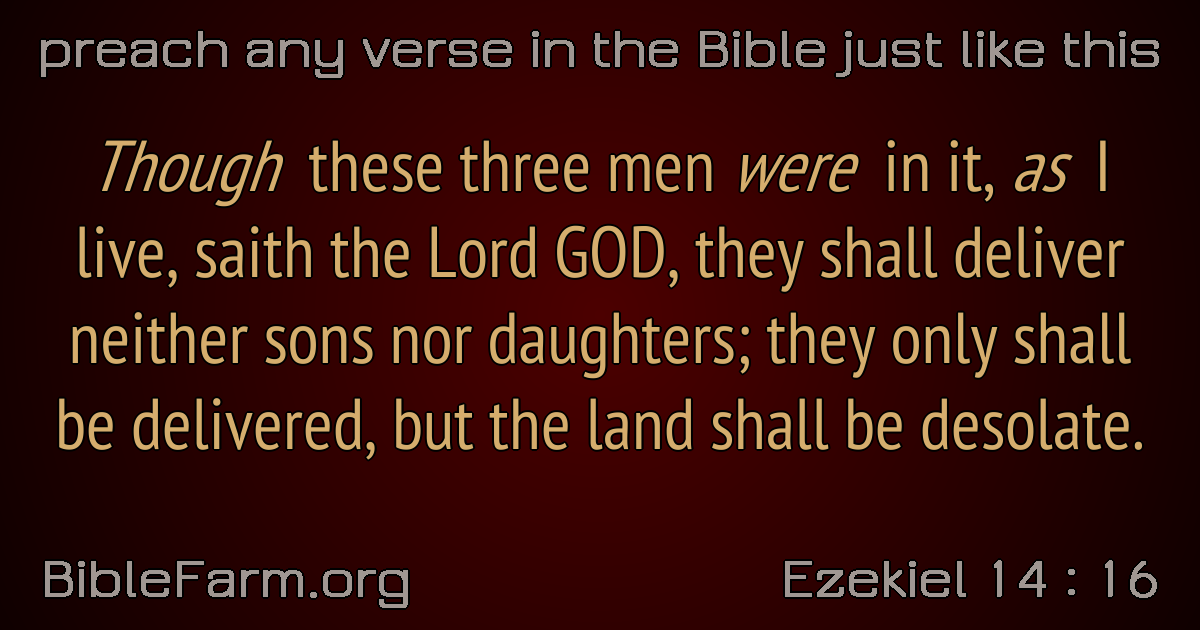 preach any verse in the Bible just like this
Though these three men were in it, as I
live, saith the Lord GOD, they shall deliver
neither sons nor daughters; they only shall
be delivered, but the land shall be desolate.
BibleFarm.org
Ezekiel 14 : 16